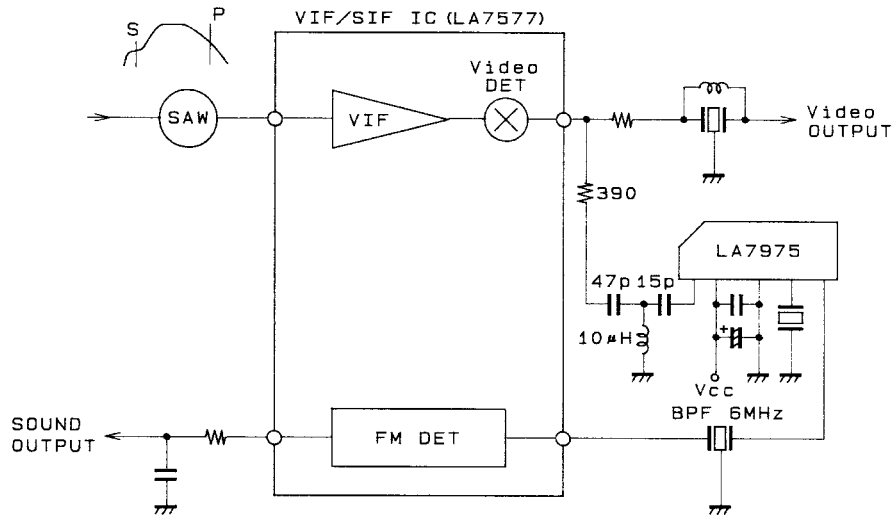 VIF/SIF IC (LA7577)
S
P
SAW
VIF
Video
DET
Video
OUTPUT
390
LA7975
47p 15p
10μH
+
Vcc
BPF 6MHz
SOUND
OUTPUT
FM DET